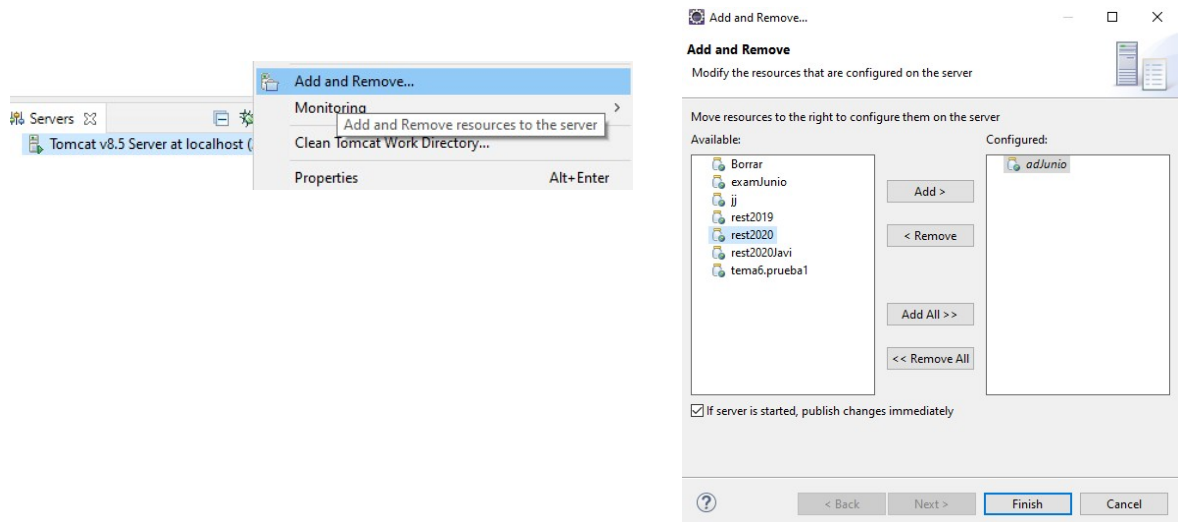 Servers
Tomcat v8.5 Server at localhost (
Add and Remove...
Monitoring
Add and Remove resources to the server
Clean Tomcat Work Directory...
Properties Alt+Enter
Add and Remove...
Add and Remove
Modify the resources that are configured on the server
Move resources to the right to configure them on the server
Available:
Configured:
Borrar
examJunio
jj
rest2019
rest2020
rest2020Javi
tema6.prueba1
Add >
< Remove
Add All >>
<< Remove All
adJunio
If server is started, publish changes immediately
?
< Back
Next >
Finish
Cancel